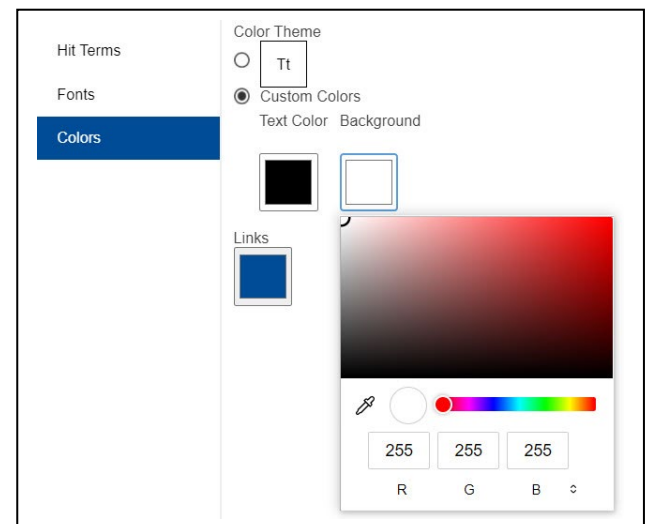 Hit Terms
Fonts
Colors
Color Theme
Tt
Custom Colors
Text Color Background
Links
255 255 255
R G B